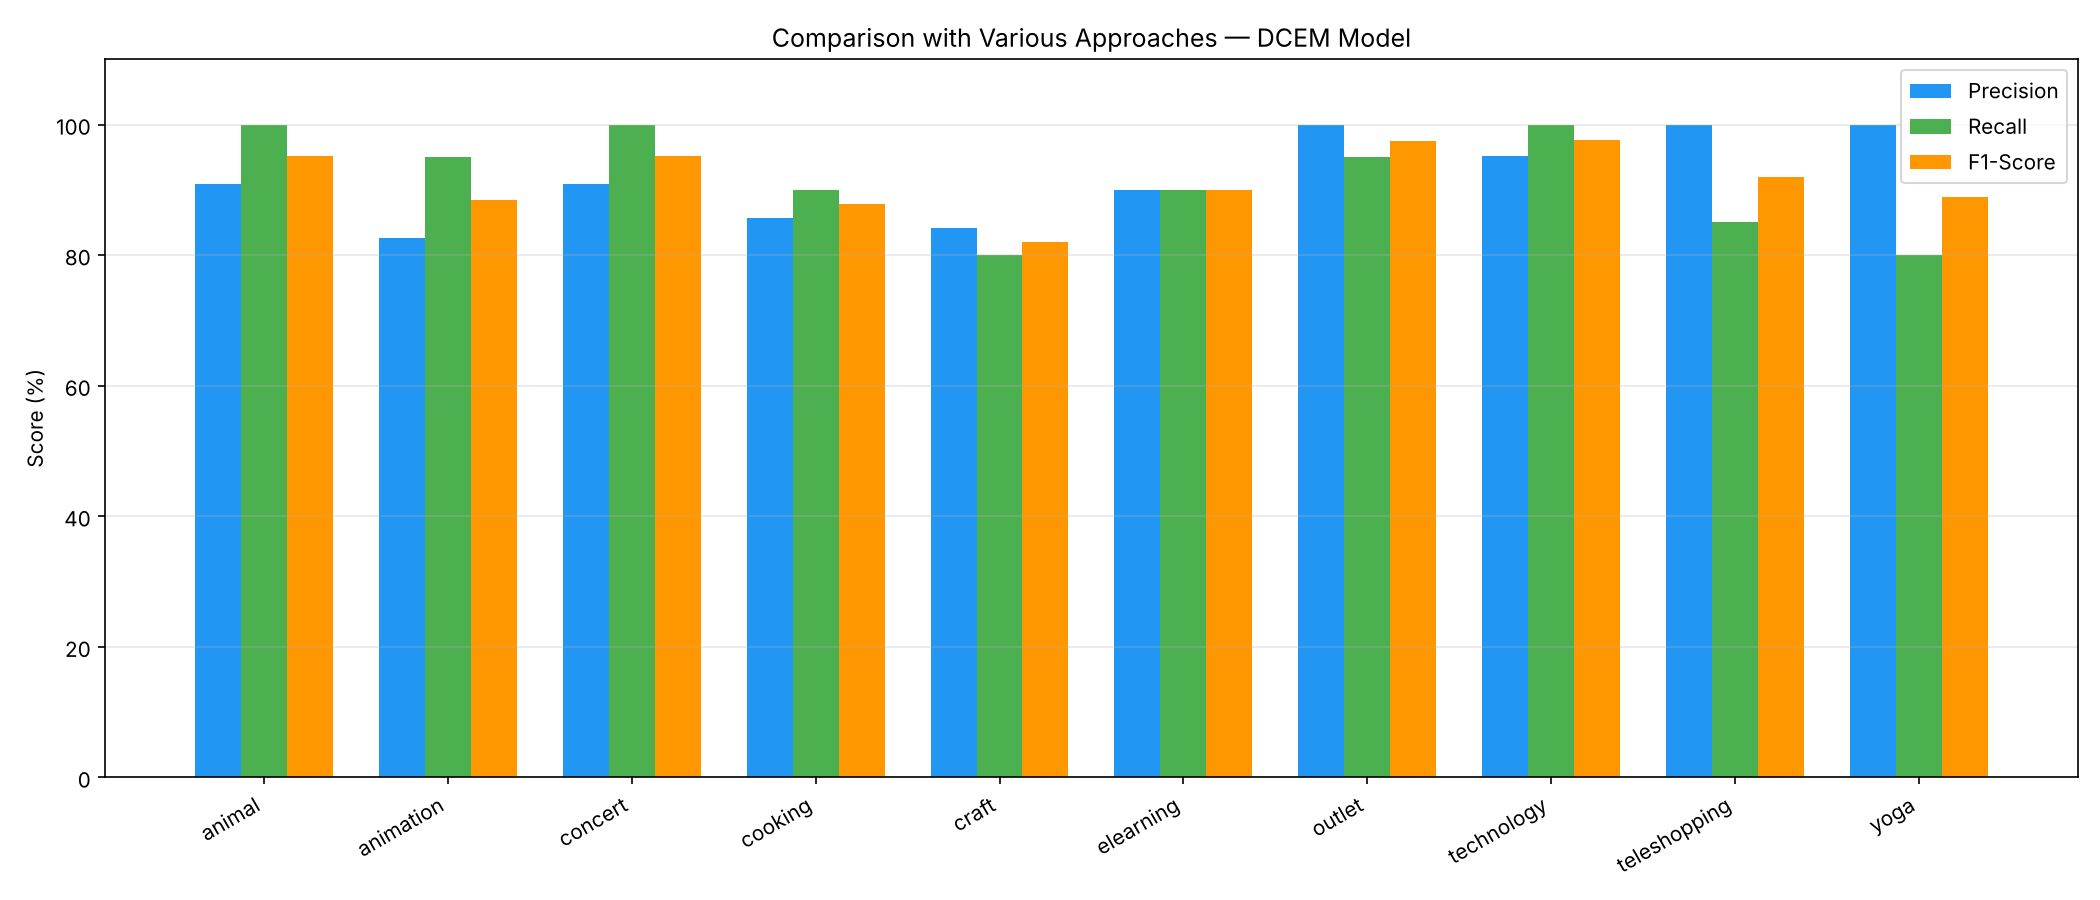 Comparison with Various Approaches — DCEM Model
Precision
Recall
F1-Score
Score (%)
100
80
60
40
20
0
animal
animation
concert
cooking
craft
elearning
outlet
technology
teleshopping
yoga